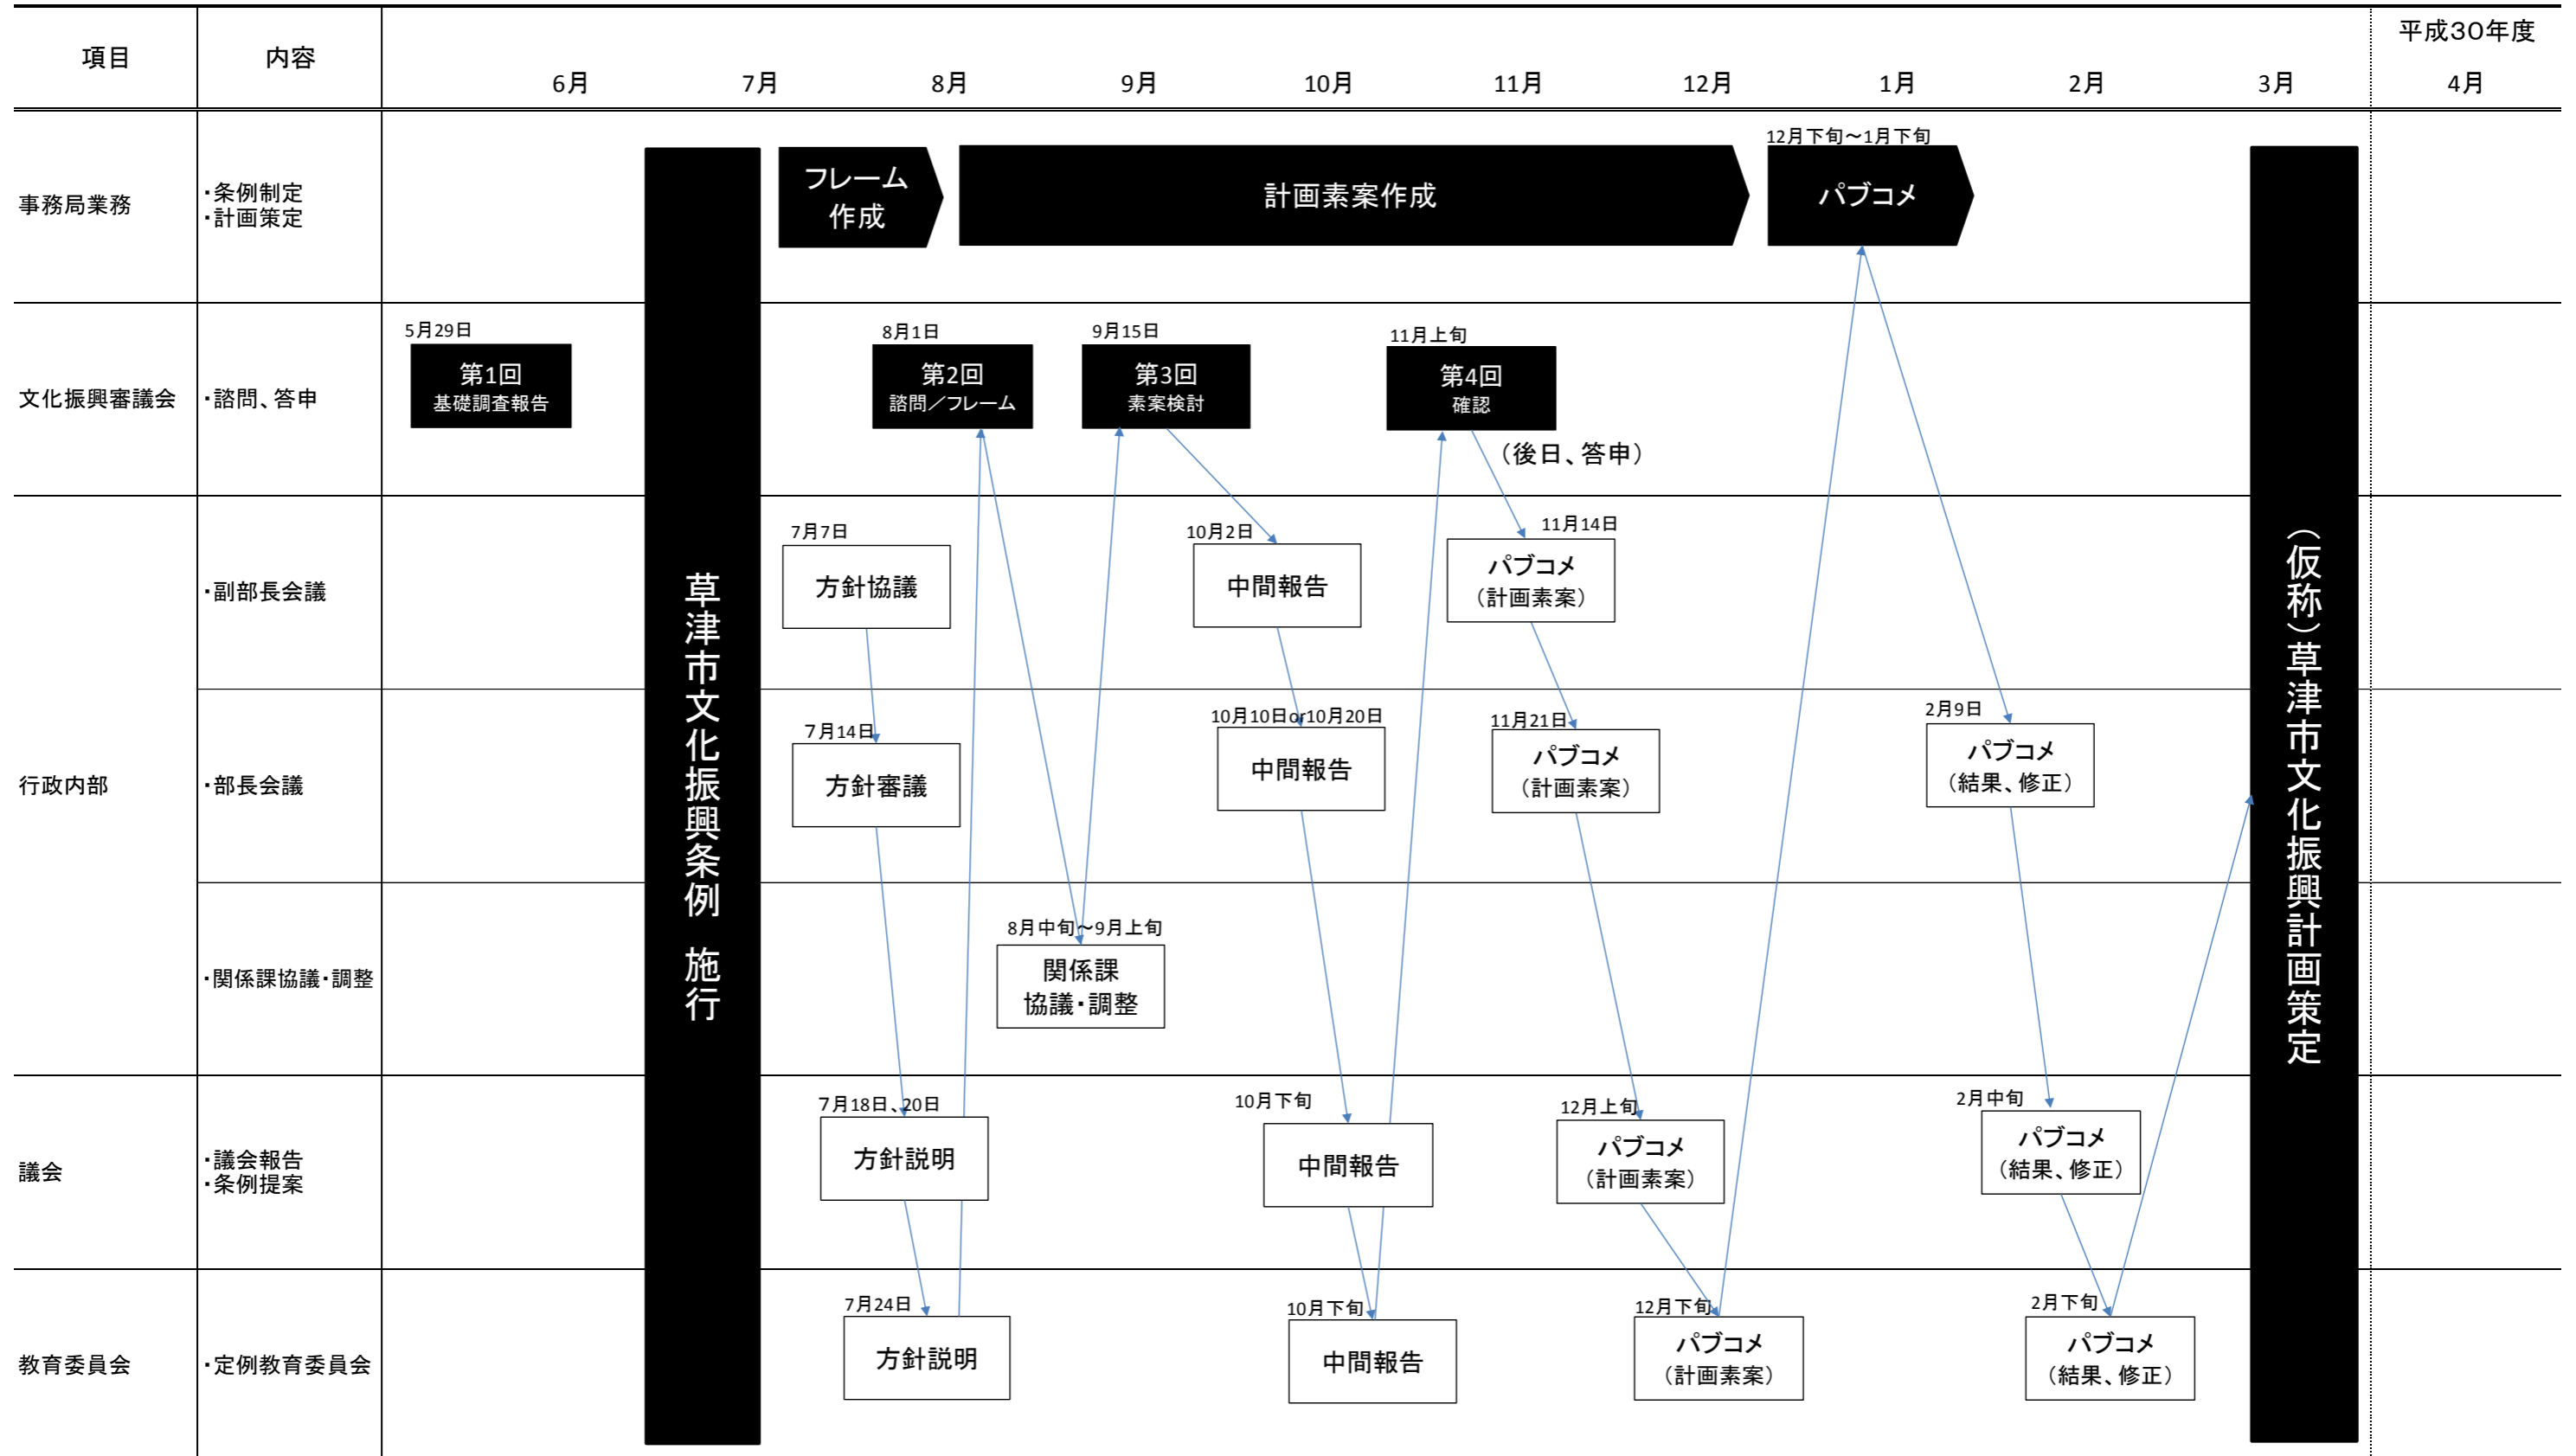 項目
内容
平成30年度
6月
7月
8月
9月
10月
11月
12月
1月
2月
3月
4月
事務局業務
・条例制定
・計画策定
フレーム
作成
計画素案作成
12月下旬～1月下旬
パブコメ
文化振興審議会
・諮問、答申
5月29日
第1回
基礎調査報告
8月1日
第2回
諮問／フレーム
9月15日
第3回
素案検討
11月上旬
第4回
確認
（後日、答申）
草津市文化振興条例 施行
（仮称）草津市文化振興計画策定
行政内部
・副部長会議
7月7日
方針協議
10月2日
中間報告
11月14日
パブコメ
（計画素案）
・部長会議
7月14日
方針審議
10月10日or10月20日
中間報告
11月21日
パブコメ
（計画素案）
2月9日
パブコメ
（結果、修正）
・関係課協議・調整
8月中旬～9月上旬
関係課
協議・調整
議会
・議会報告
・条例提案
7月18日、20日
方針説明
10月下旬
中間報告
12月上旬
パブコメ
（計画素案）
2月中旬
パブコメ
（結果、修正）
教育委員会
・定例教育委員会
7月24日
方針説明
10月下旬
中間報告
12月下旬
パブコメ
（計画素案）
2月下旬
パブコメ
（結果、修正）